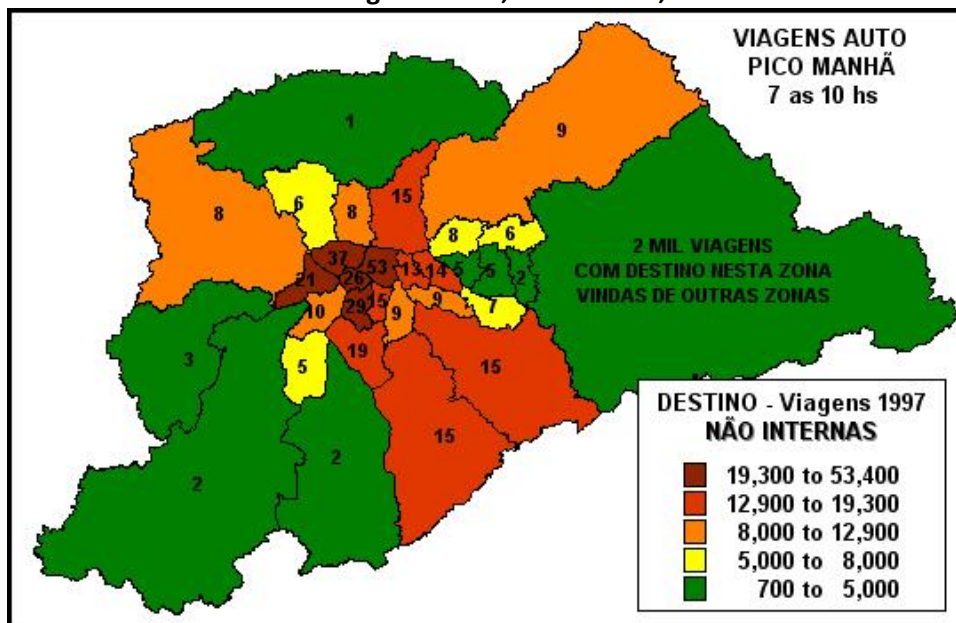 VIAGENS AUTO
PICO MANHÃ
7 as 10 hs
1
9
15
6
8
8
8
6
37
53
13
14
5
5
2
21
26
2 MIL VIAGENS
COM DESTINO NESTA ZONA
VINDAS DE OUTRAS ZONAS
29
15
9
9
7
10
19
5
3
15
15
2
2
DESTINO - Viagens 1997
NÃO INTERNAS
19,300 to 53,400
12,900 to 19,300
8,000 to 12,900
5,000 to 8,000
700 to 5,000